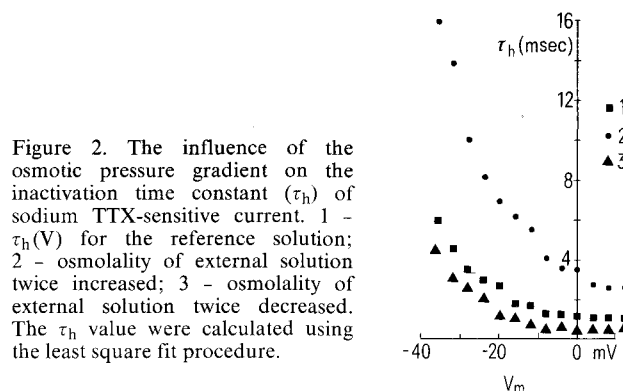 Figure 2. The influence of the
osmotic pressure gradient on the
inactivation time constant (τh) of
sodium TTX-sensitive current. 1 -
τh(V) for the reference solution;
2 - osmolality of external solution
twice increased; 3 - osmolality of
external solution twice decreased.
The τh value were calculated using
the least square fit procedure.
16
τh(msec)
12
1
2
3
8
4
-40 -20 0 mV
Vm